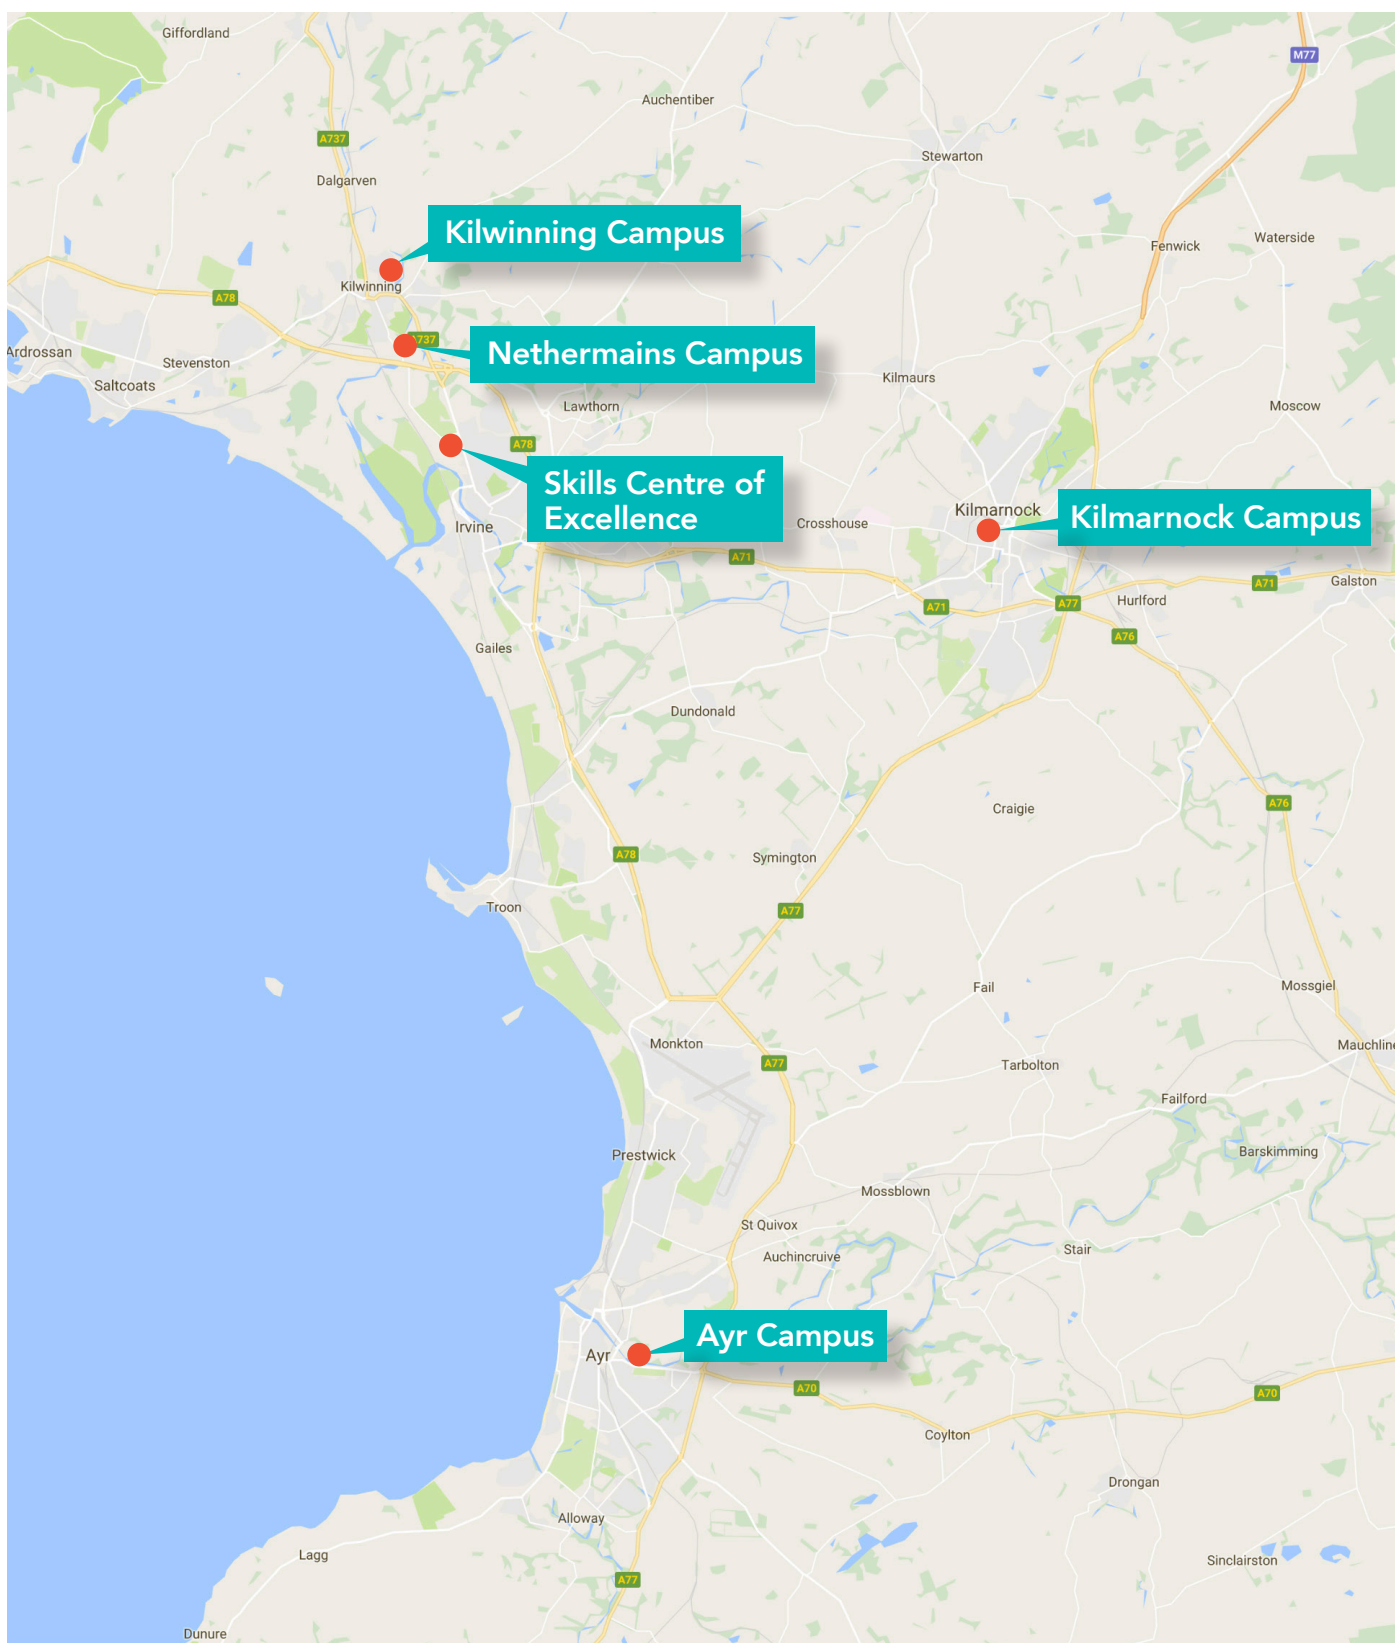 Giffordland
M77
Auchentiber
A737
Stewarton
Dalgarven
Kilwinning Campus
Waterside
Fenwick
Kilwinning
A78
A737
Nethermains Campus
Ardrossan
Stevenston
Saltcoats
Kilmaurs
Lawthorn
Moscow
A78
Skills Centre of
Excellence
Kilmarnock
Kilmarnock Campus
Irvine
Crosshouse
A71
Galston
A71
A71
A77
Hurlford
A76
Gailes
Dundonald
A76
Craigie
A78
Symington
Troon
A77
Fail
Mossgiel
Monkton
Mauchline
A77
Tarbolton
Failford
Prestwick
Barskimming
Mossblown
St Quivox
Stair
Auchincruive
Ayr Campus
Ayr
A70
A70
Coylton
Drongan
Alloway
Lagg
Sinclairston
A77
Dunure